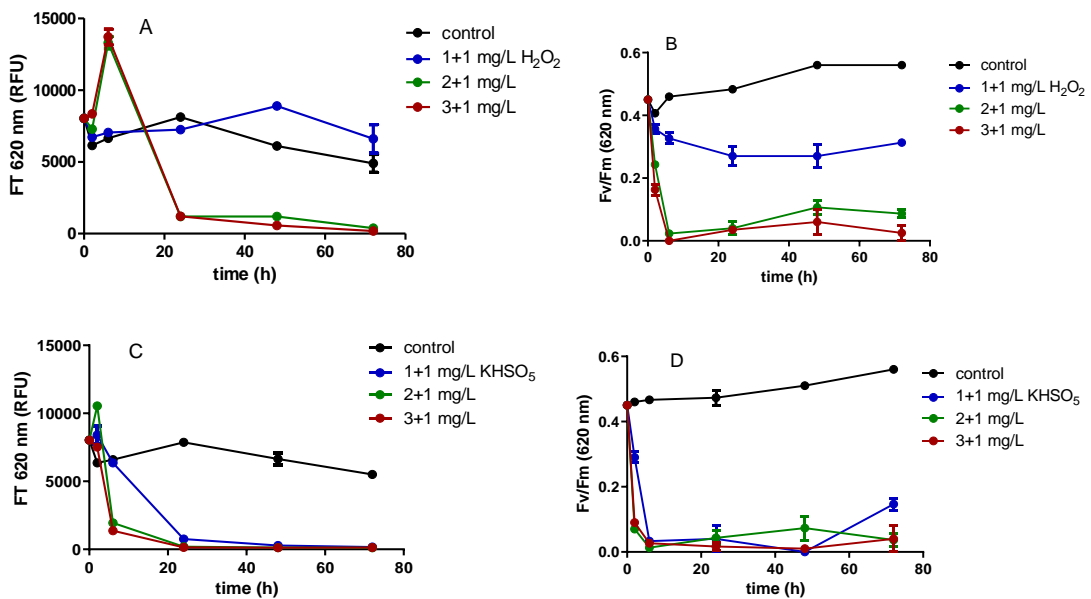 A
FT 620 nm (RFU)
15000
10000
5000
0
0 20 40 60 80
time (h)
control
1+1 mg/L H₂O₂
2+1 mg/L
3+1 mg/L
B
Fv/Fm (620 nm)
0.6
0.4
0.2
0.0
0 20 40 60 80
time (h)
control
1+1 mg/L H₂O₂
2+1 mg/L
3+1 mg/L
C
FT 620 nm (RFU)
15000
10000
5000
0
0 20 40 60 80
time (h)
control
1+1 mg/L KHSO₅
2+1 mg/L
3+1 mg/L
D
Fv/Fm (620 nm)
0.6
0.4
0.2
0.0
0 20 40 60 80
time (h)
control
1+1 mg/L KHSO₅
2+1 mg/L
3+1 mg/L